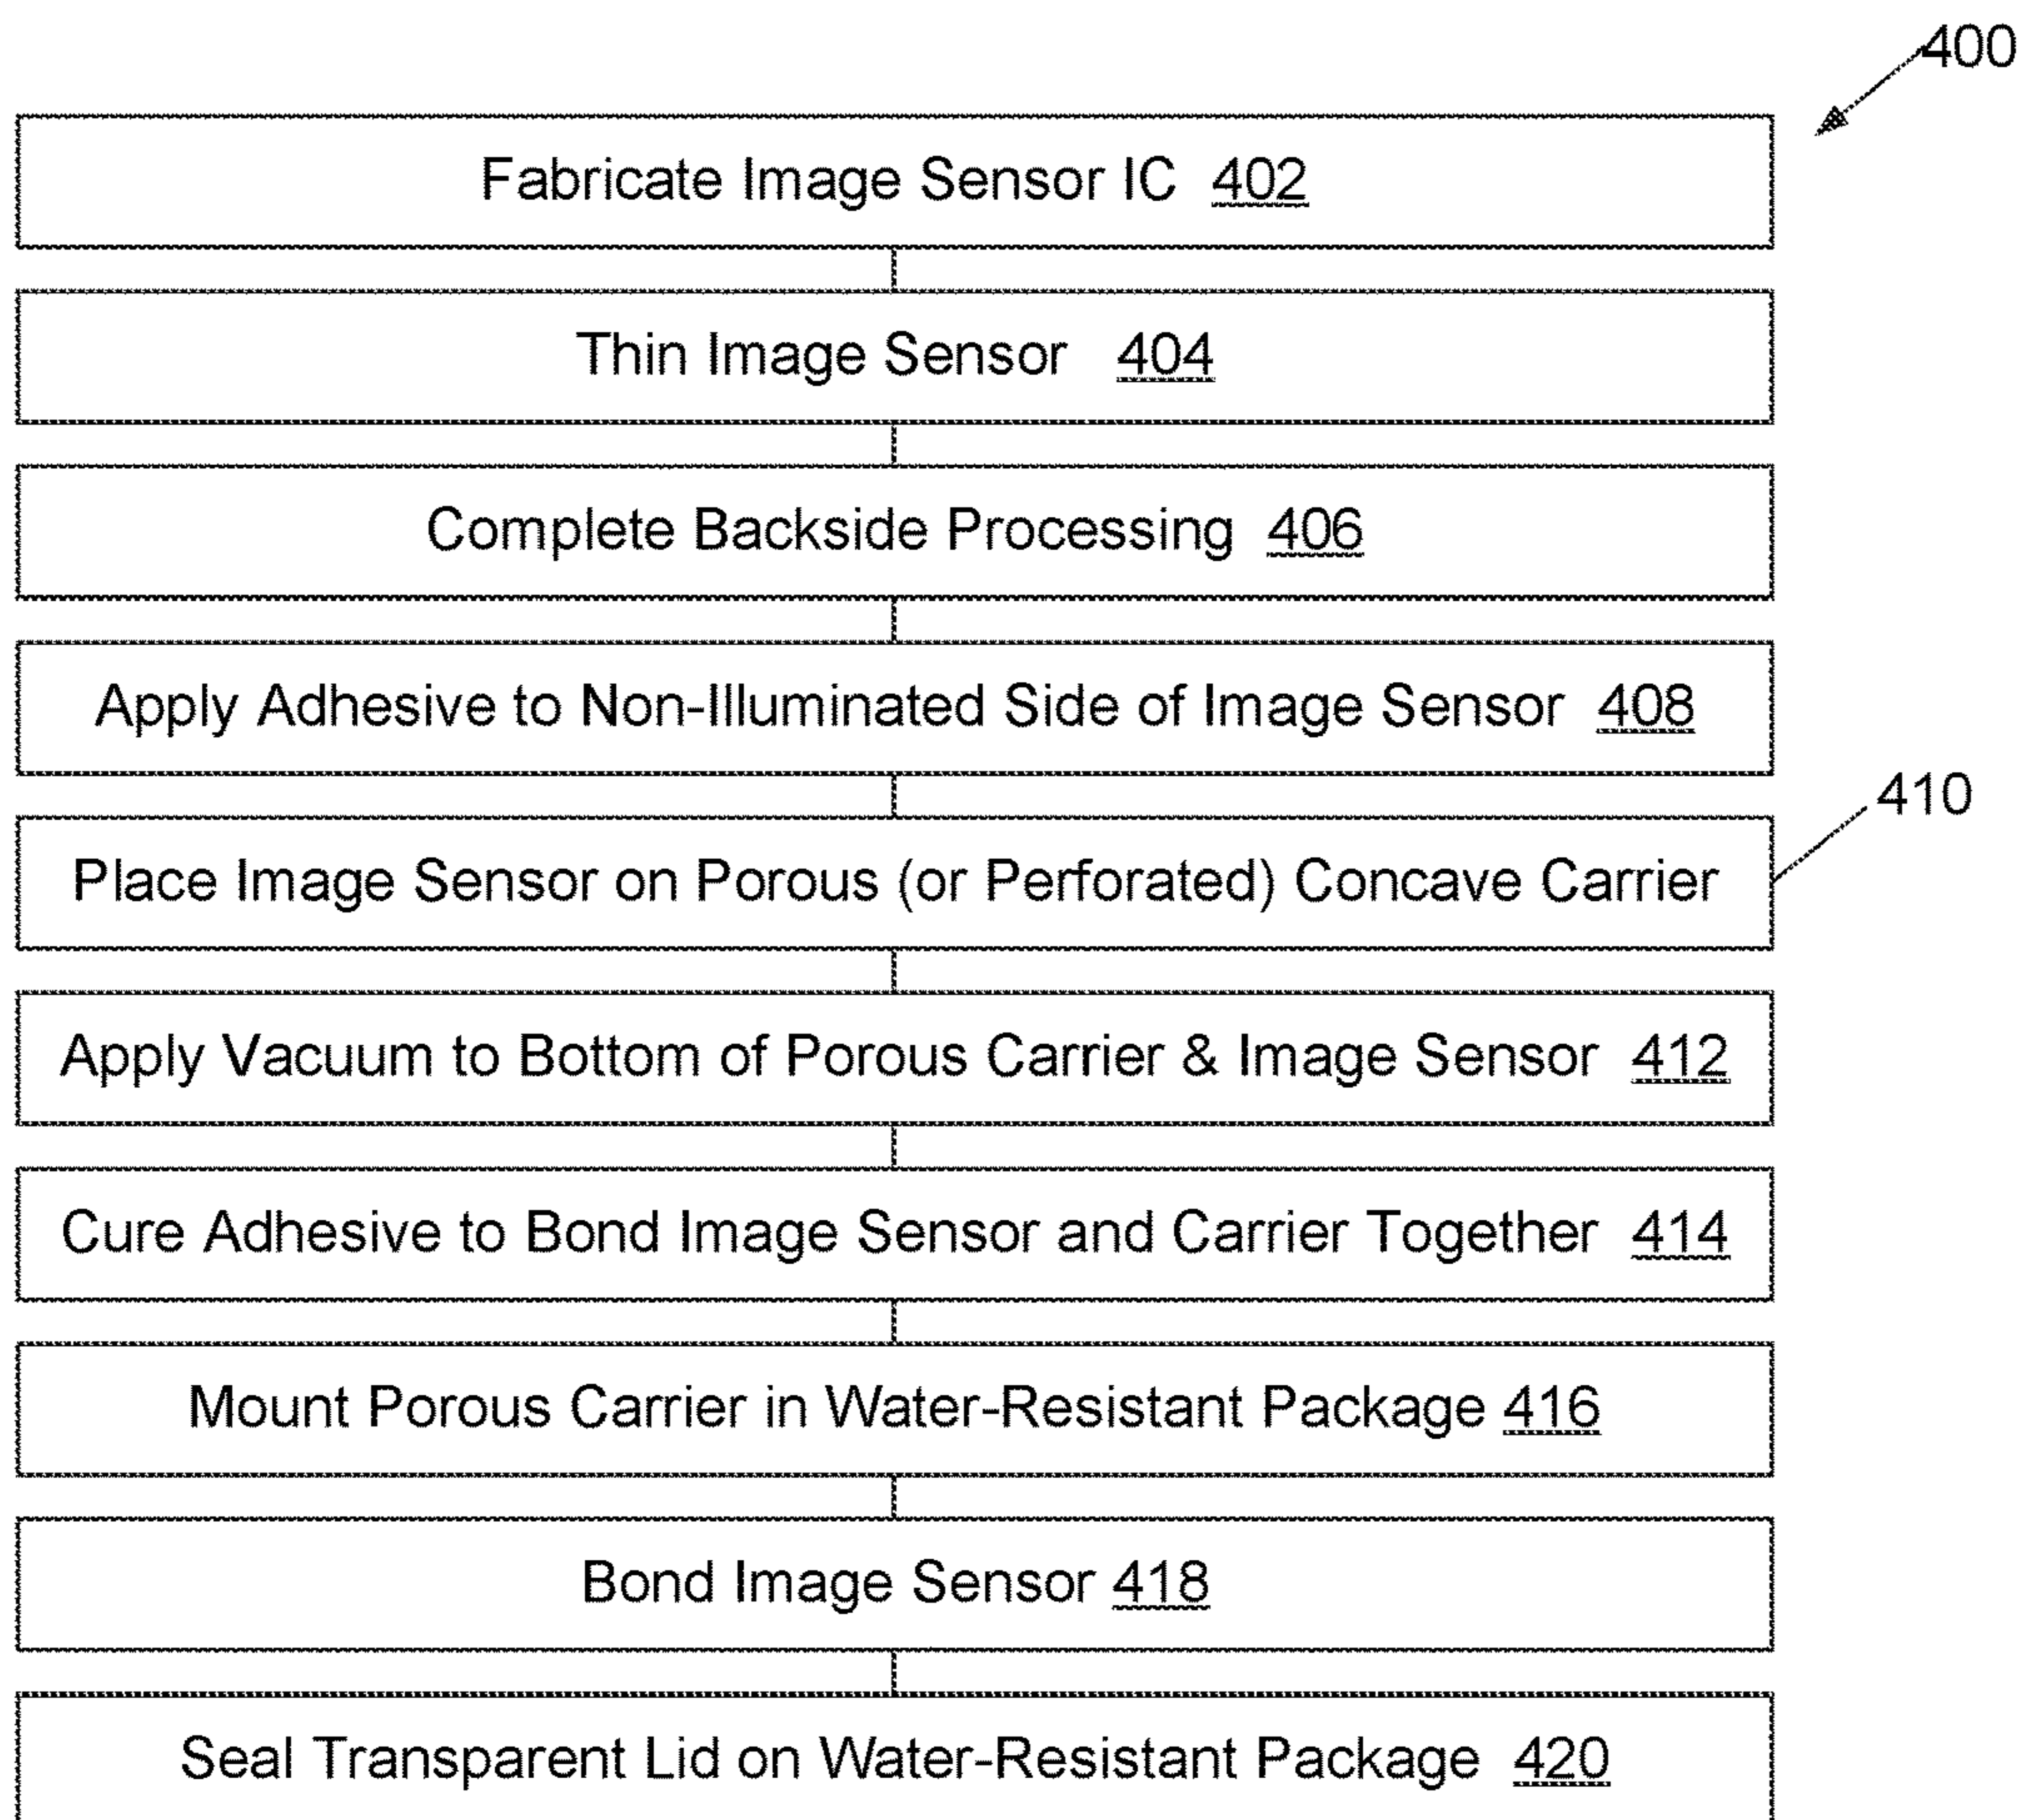 400
Fabricate Image Sensor IC 402
Thin Image Sensor 404
Complete Backside Processing 406
Apply Adhesive to Non-Illuminated Side of Image Sensor 408
410
Place Image Sensor on Porous (or Perforated) Concave Carrier
Apply Vacuum to Bottom of Porous Carrier & Image Sensor 412
Cure Adhesive to Bond Image Sensor and Carrier Together 414
Mount Porous Carrier in Water-Resistant Package 416
Bond Image Sensor 418
Seal Transparent Lid on Water-Resistant Package 420